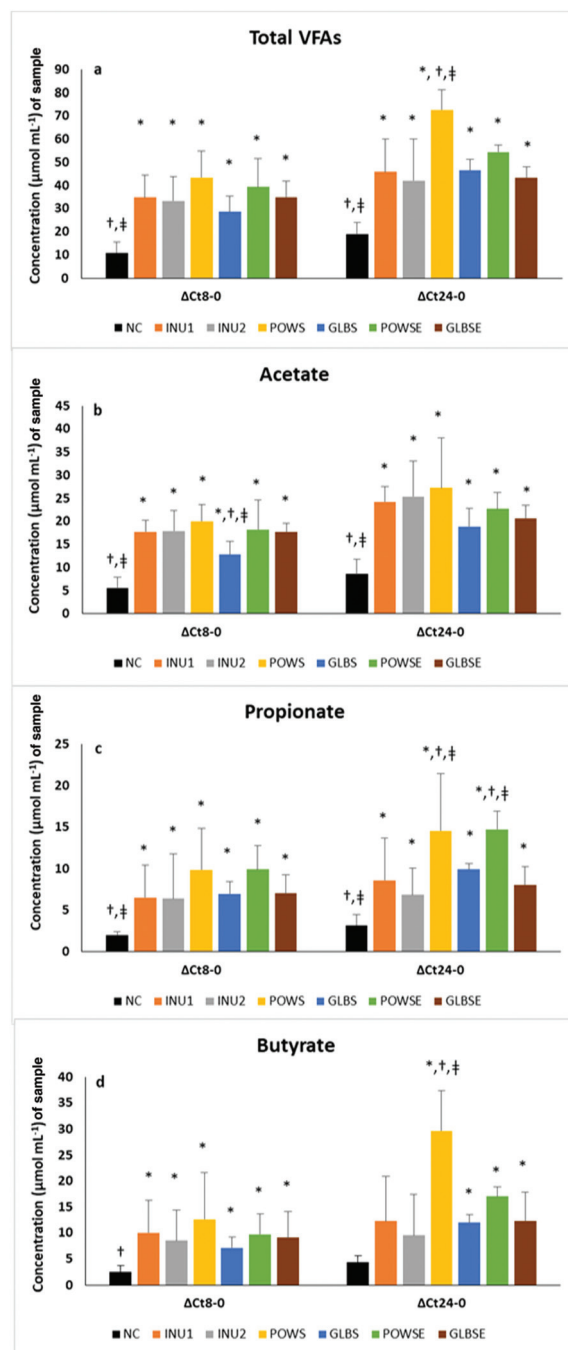 Total VFAs
a
Concentration (µmol mL-1) of sample
90
80
70
60
50
40
30
20
10
0
†,ǂ
*
*
*
*
*
*
†,ǂ
*
*
*, †,ǂ
*
*
*
ΔCt8-0
ΔCt24-0
NC INU1 INU2 POWS GLBS POWSE GLBSE
Acetate
b
Concentration (µmol mL-1) of sample
45
40
35
30
25
20
15
10
5
0
†,ǂ
*
*
*
*,†,ǂ
*
*
†,ǂ
*
*
*
*
*
*
ΔCt8-0
ΔCt24-0
NC INU1 INU2 POWS GLBS POWSE GLBSE
Propionate
c
Concentration (µmol mL-1) of sample
25
20
15
10
5
0
†,ǂ
*
*
*
*
*
*
†,ǂ
*
*
*,†,ǂ
*
*,†,ǂ
*
ΔCt8-0
ΔCt24-0
NC INU1 INU2 POWS GLBS POWSE GLBSE
Butyrate
d
Concentration (µmol mL-1) of sample
40
35
30
25
20
15
10
5
0
†
*
*
*
*
*
*
*,†,ǂ
*
*
*
ΔCt8-0
ΔCt24-0
NC INU1 INU2 POWS GLBS POWSE GLBSE